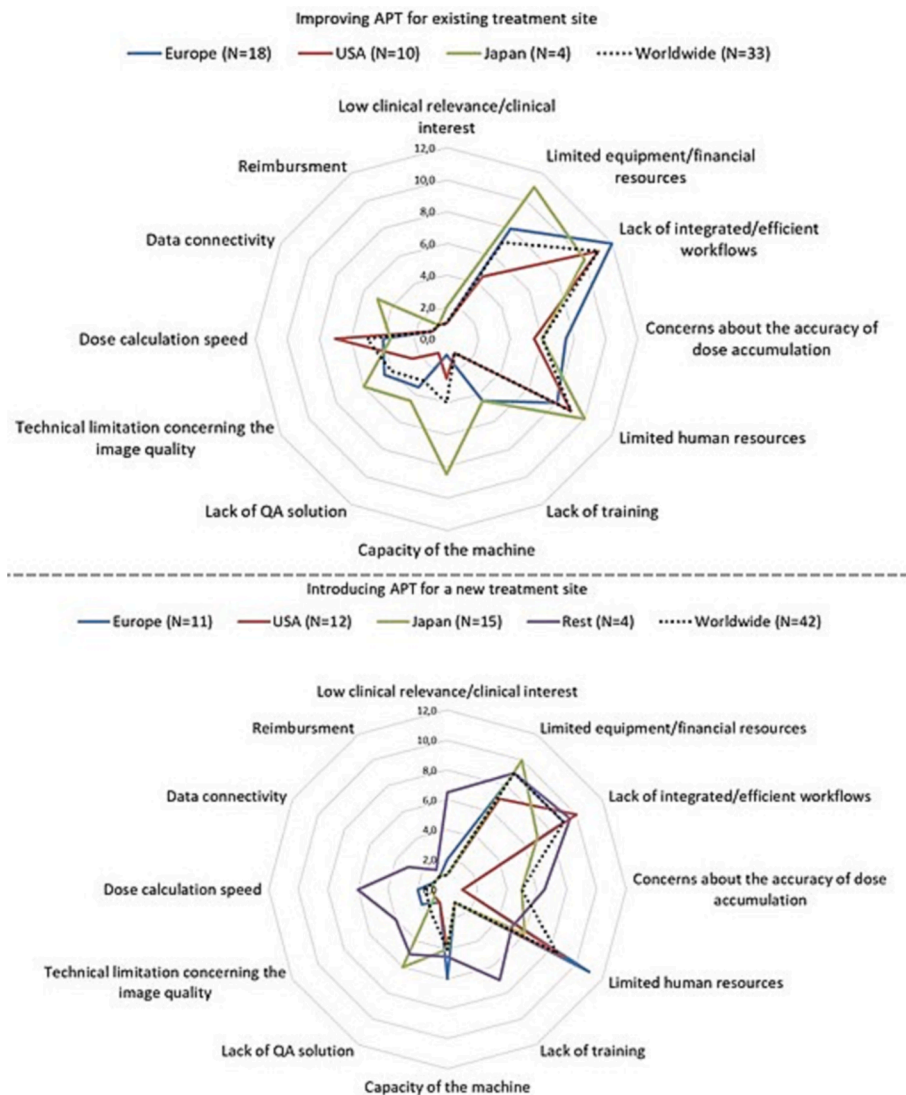 Improving APT for existing treatment site
Europe (N=18) USA (N=10) Japan (N=4) Worldwide (N=33)
Low clinical relevance/clinical
interest
Limited equipment/financial
resources
Lack of integrated/efficient
workflows
Concerns about the accuracy of
dose accumulation
Limited human resources
Lack of training
Capacity of the machine
Lack of QA solution
Technical limitation concerning the
image quality
Dose calculation speed
Data connectivity
Reimbursment
12,0
10,0
8,0
6,0
4,0
2,0
0,0
Introducing APT for a new treatment site
Europe (N=11) USA (N=12) Japan (N=15) Rest (N=4) Worldwide (N=42)
Low clinical relevance/clinical interest
Limited equipment/financial resources
Lack of integrated/efficient workflows
Concerns about the accuracy of dose
accumulation
Limited human resources
Lack of training
Capacity of the machine
Lack of QA solution
Technical limitation concerning the
image quality
Dose calculation speed
Data connectivity
Reimbursment
12,0
10,0
8,0
6,0
4,0
2,0
0,0